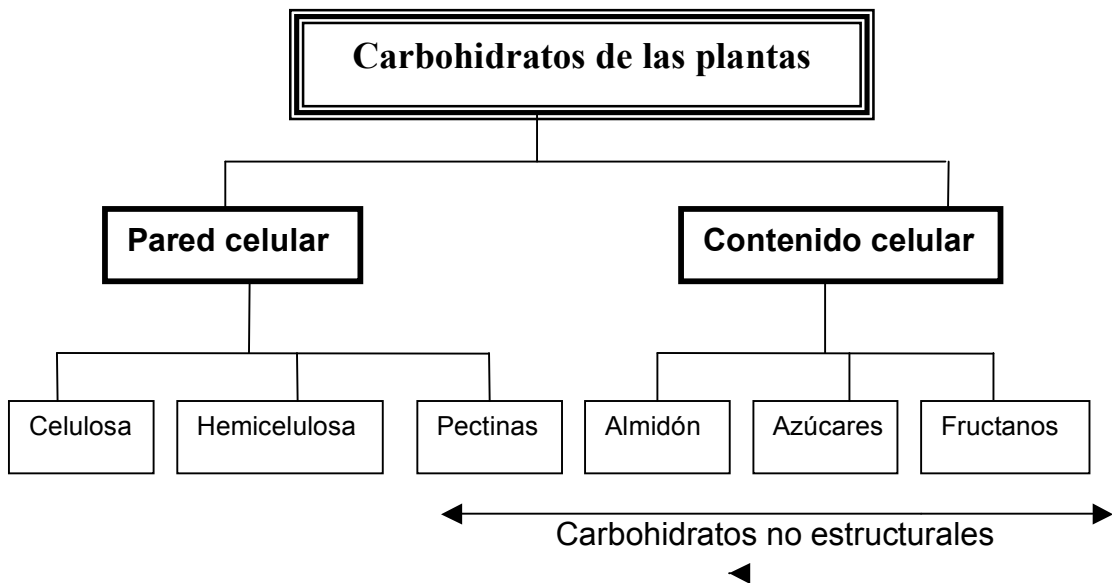 Carbohidratos de las plantas
Pared celular
Contenido celular
Celulosa
Hemicelulosa
Pectinas
Almidón
Azúcares
Fructanos
Carbohidratos no estructurales